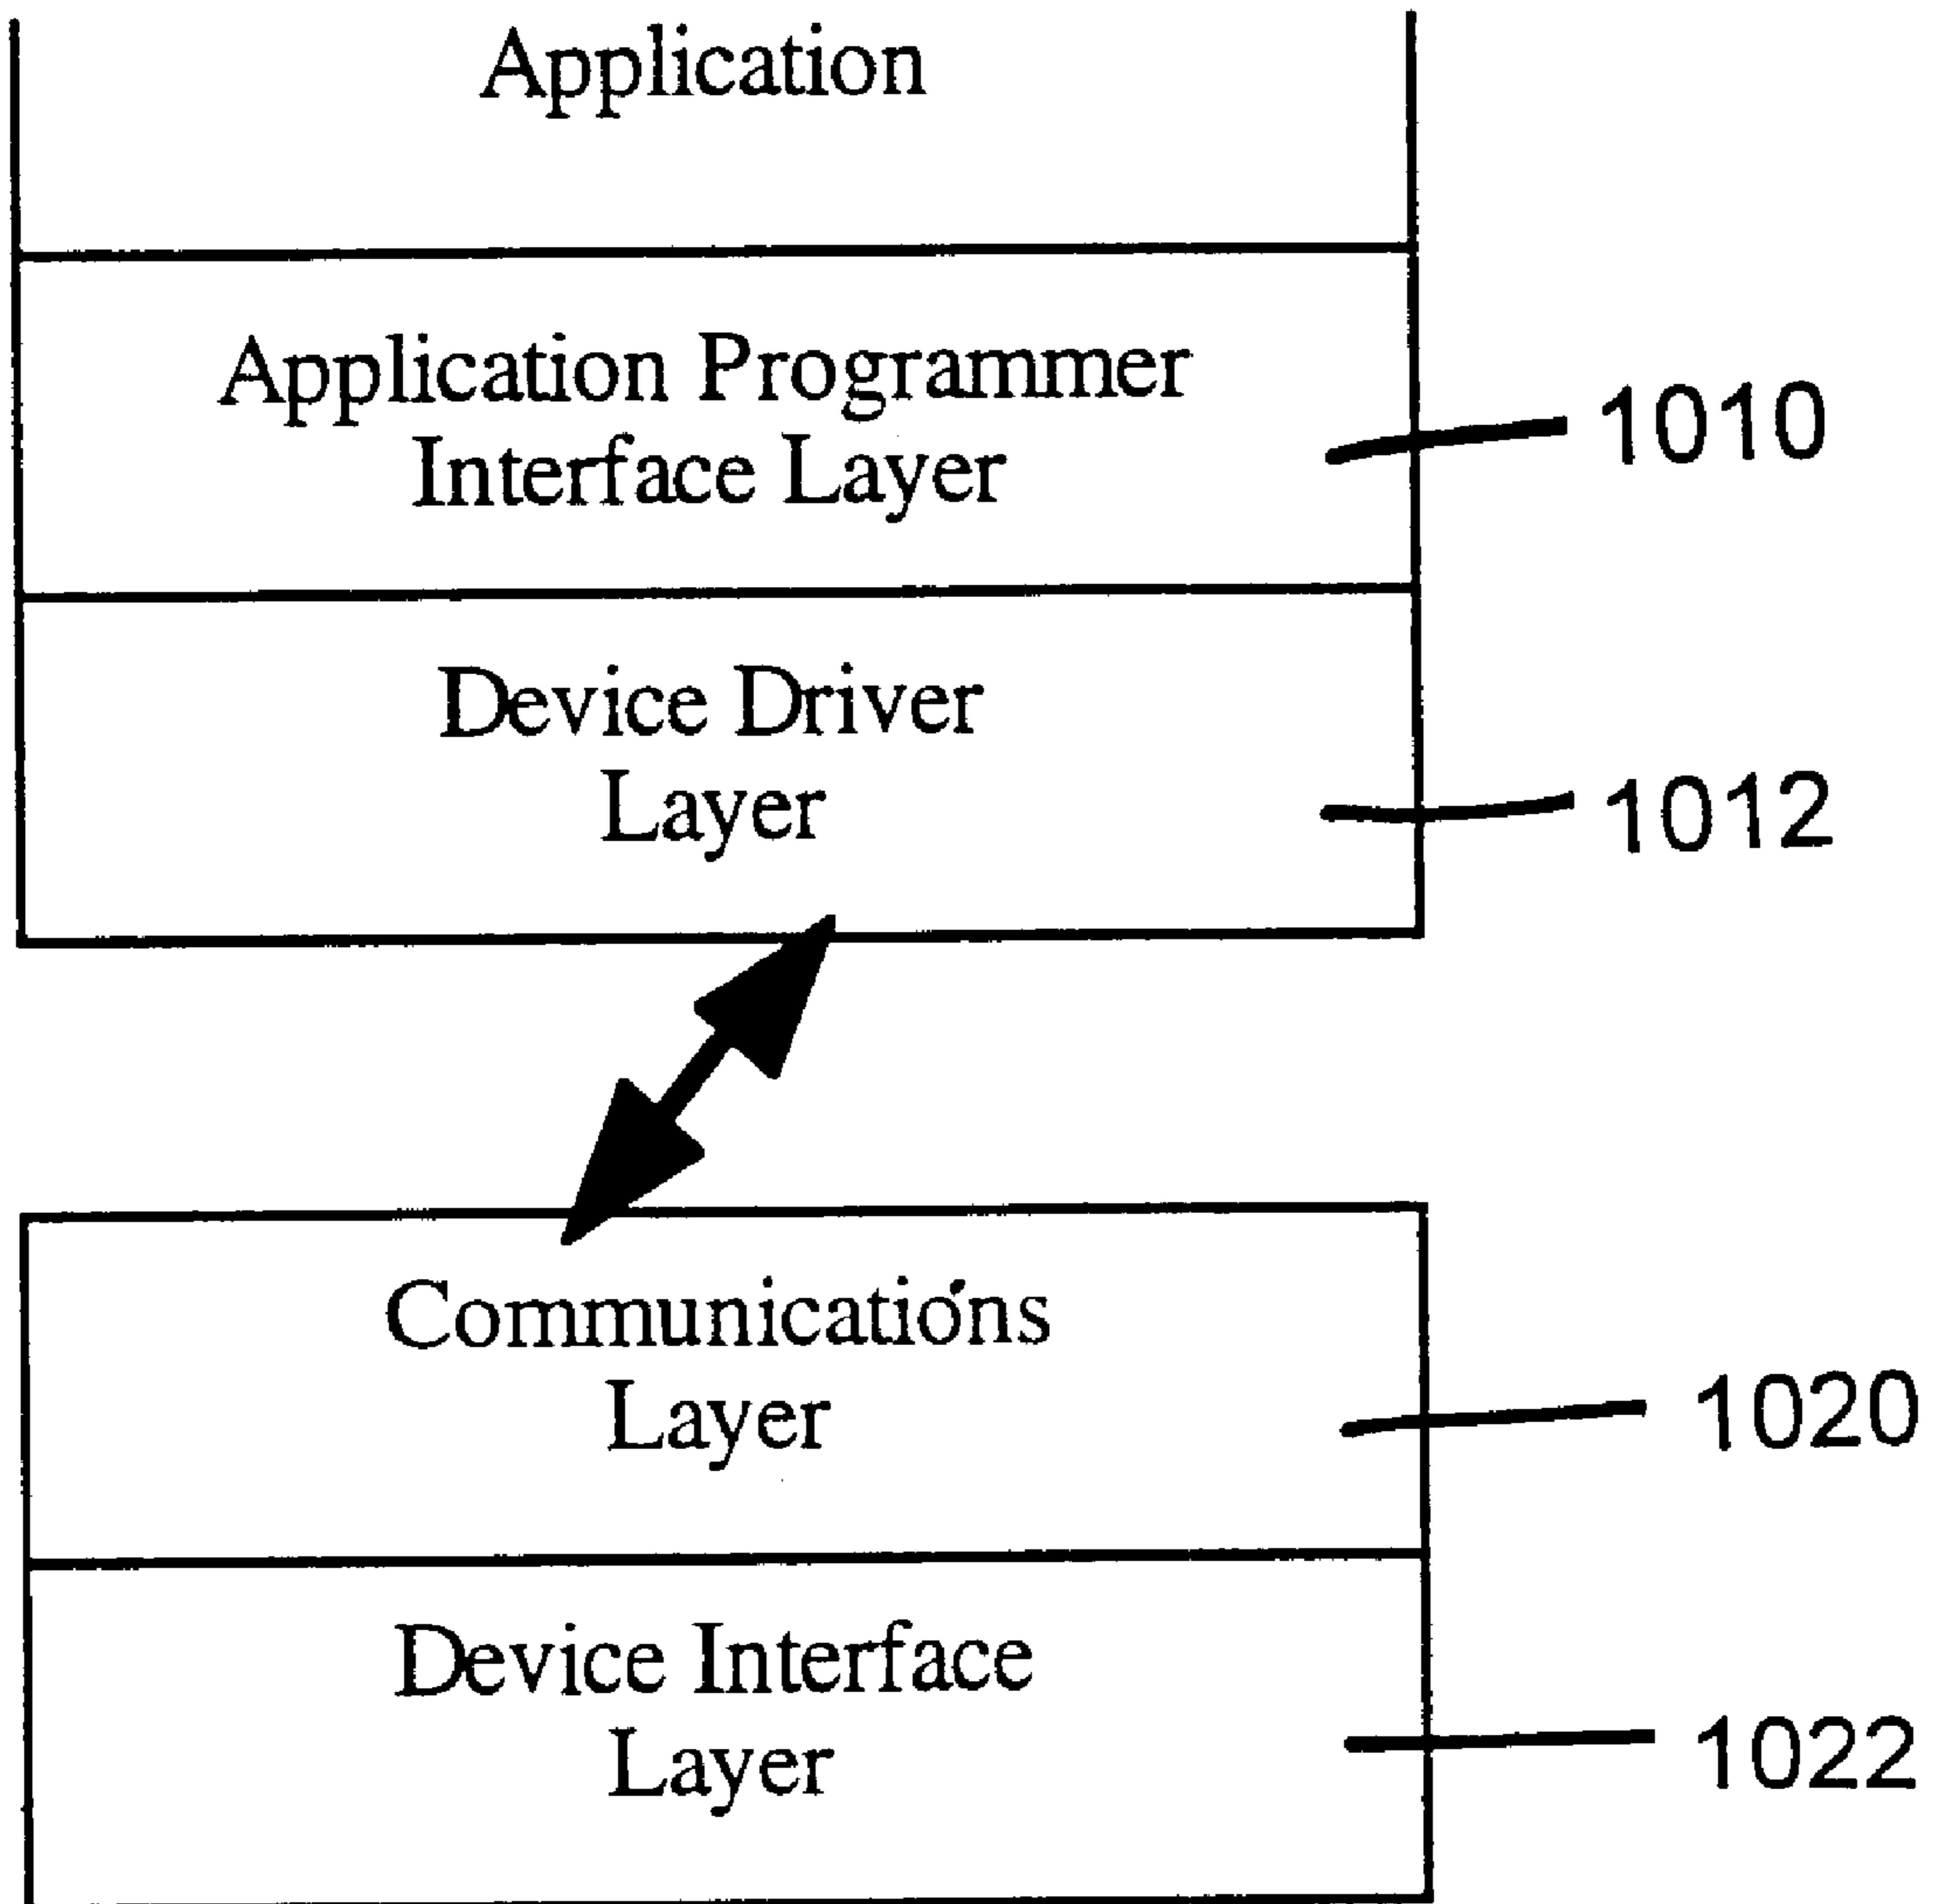 Application
Application Programmer
Interface Layer
1010
Device Driver
Layer
1012
Communications
Layer
1020
Device Interface
Layer
1022